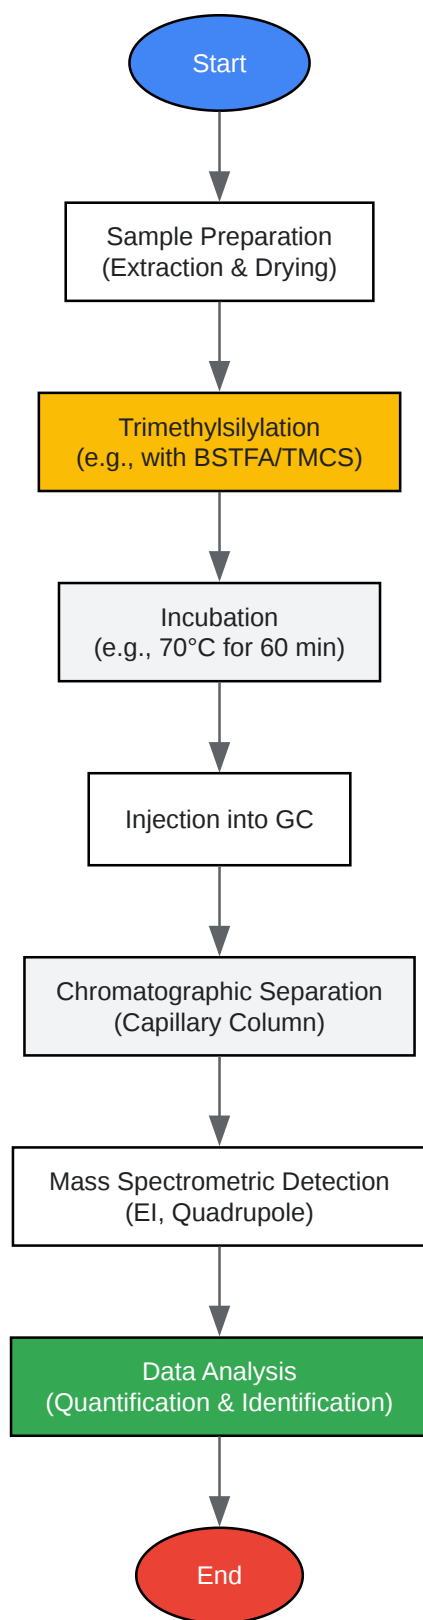 Start
Sample Preparation
(Extraction & Drying)
Trimethylsilylation
(e.g., with BSTFA/TMCS)
Incubation
(e.g., 70°C for 60 min)
Injection into GC
Chromatographic Separation
(Capillary Column)
Mass Spectrometric Detection
(EI, Quadrupole)
Data Analysis
(Quantification & Identification)
End